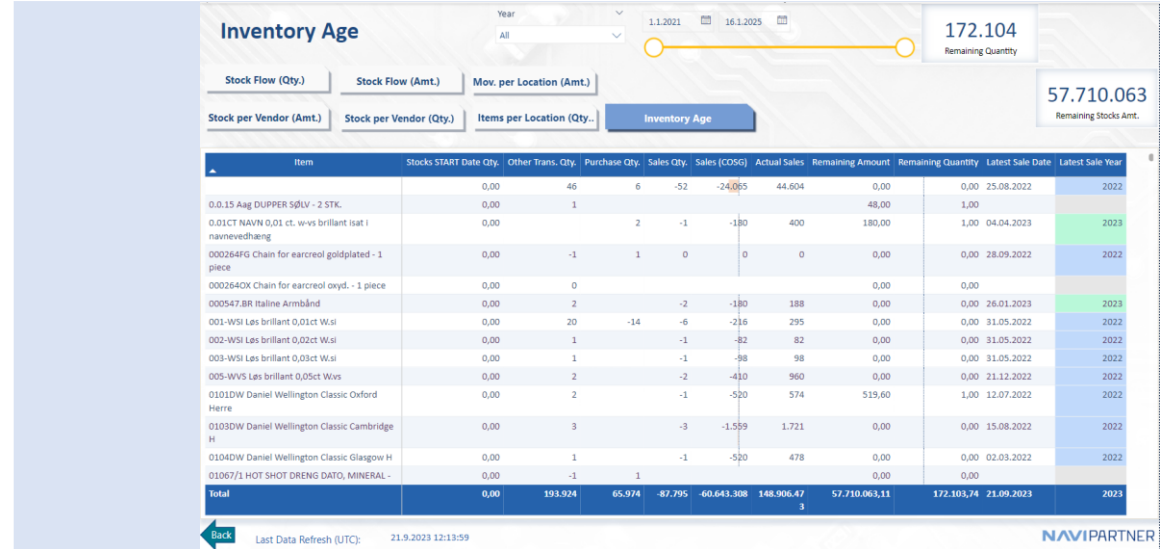 Inventory Age
Year
All
1.1.2021 16.1.2025
172.104
Remaining Quantity
Stock Flow (Qty.) Stock Flow (Amt.) Mov. per Location (Amt.)
57.710.063
Remaining Stocks Amt.
Stock per Vendor (Amt.) Stock per Vendor (Qty.) Items per Location (Qty.. Inventory Age
Item Stocks START Date Qty. Other Trans. Qty. Purchase Qty. Sales Qty. Sales (COSG) Actual Sales Remaining Amount Remaining Quantity Latest Sale Date Latest Sale Year
0,00 46 6 -52 -24.065 44.604 0,00 0,00 25.08.2022 2022
0.0.15 Aag DUPPER SØLV - 2 STK. 0,00 1 48,00 1,00
0.01CT NAVN 0,01 ct. w-vs brillant isat i 0,00 2 -1 -180 400 180,00 1,00 04.04.2023 2023
navnevedhæng
000264FG Chain for earcreol goldplated - 1 0,00 -1 1 0 0 0 0,00 0,00 28.09.2022 2022
piece
000264OX Chain for earcreol oxyd. - 1 piece 0,00 0 0,00 0,00
000547.BR Italine Armbånd 0,00 2 -2 -180 188 0,00 0,00 26.01.2023 2023
001-WSI Løs brillant 0,01ct W.si 0,00 20 -14 -6 -216 295 0,00 0,00 31.05.2022 2022
002-WSI Løs brillant 0,02ct W.si 0,00 1 -1 -82 82 0,00 0,00 31.05.2022 2022
003-WSI Løs brillant 0,03ct W.si 0,00 1 -1 -98 98 0,00 0,00 31.05.2022 2022
005-WVS Løs brillant 0,05ct W.vs 0,00 2 -2 -410 960 0,00 0,00 21.12.2022 2022
0101DW Daniel Wellington Classic Oxford 0,00 2 -1 -520 574 519,60 1,00 12.07.2022 2022
Herre
0103DW Daniel Wellington Classic Cambridge 0,00 3 -3 -1.559 1.721 0,00 0,00 15.08.2022 2022
H
0104DW Daniel Wellington Classic Glasgow H 0,00 1 -1 -520 478 0,00 0,00 02.03.2022 2022
01067/1 HOT SHOT DRENG DATO, MINERAL - 0,00 -1 1 0,00 0,00
Total 0,00 193.924 65.974 -87.795 -60.643.308 148.906.47 57.710.063,11 172.103,74 21.09.2023 2023
3
Back Last Data Refresh (UTC): 21.9.2023 12:13:59
NAVIPARTNER